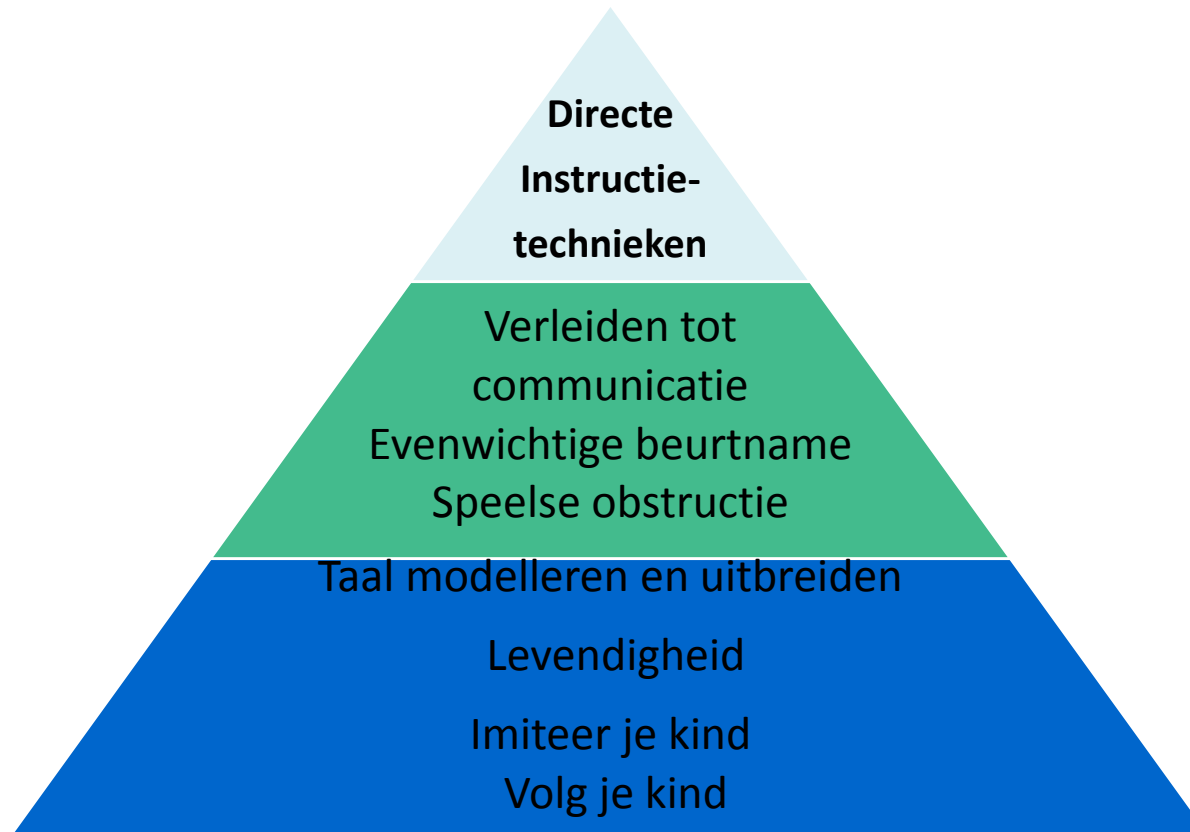 Directe
Instructie-
technieken
Verleiden tot
communicatie
Evenwichtige beurtname
Speelse obstructie
Taal modelleren en uitbreiden
Levendigheid
Imiteer je kind
Volg je kind